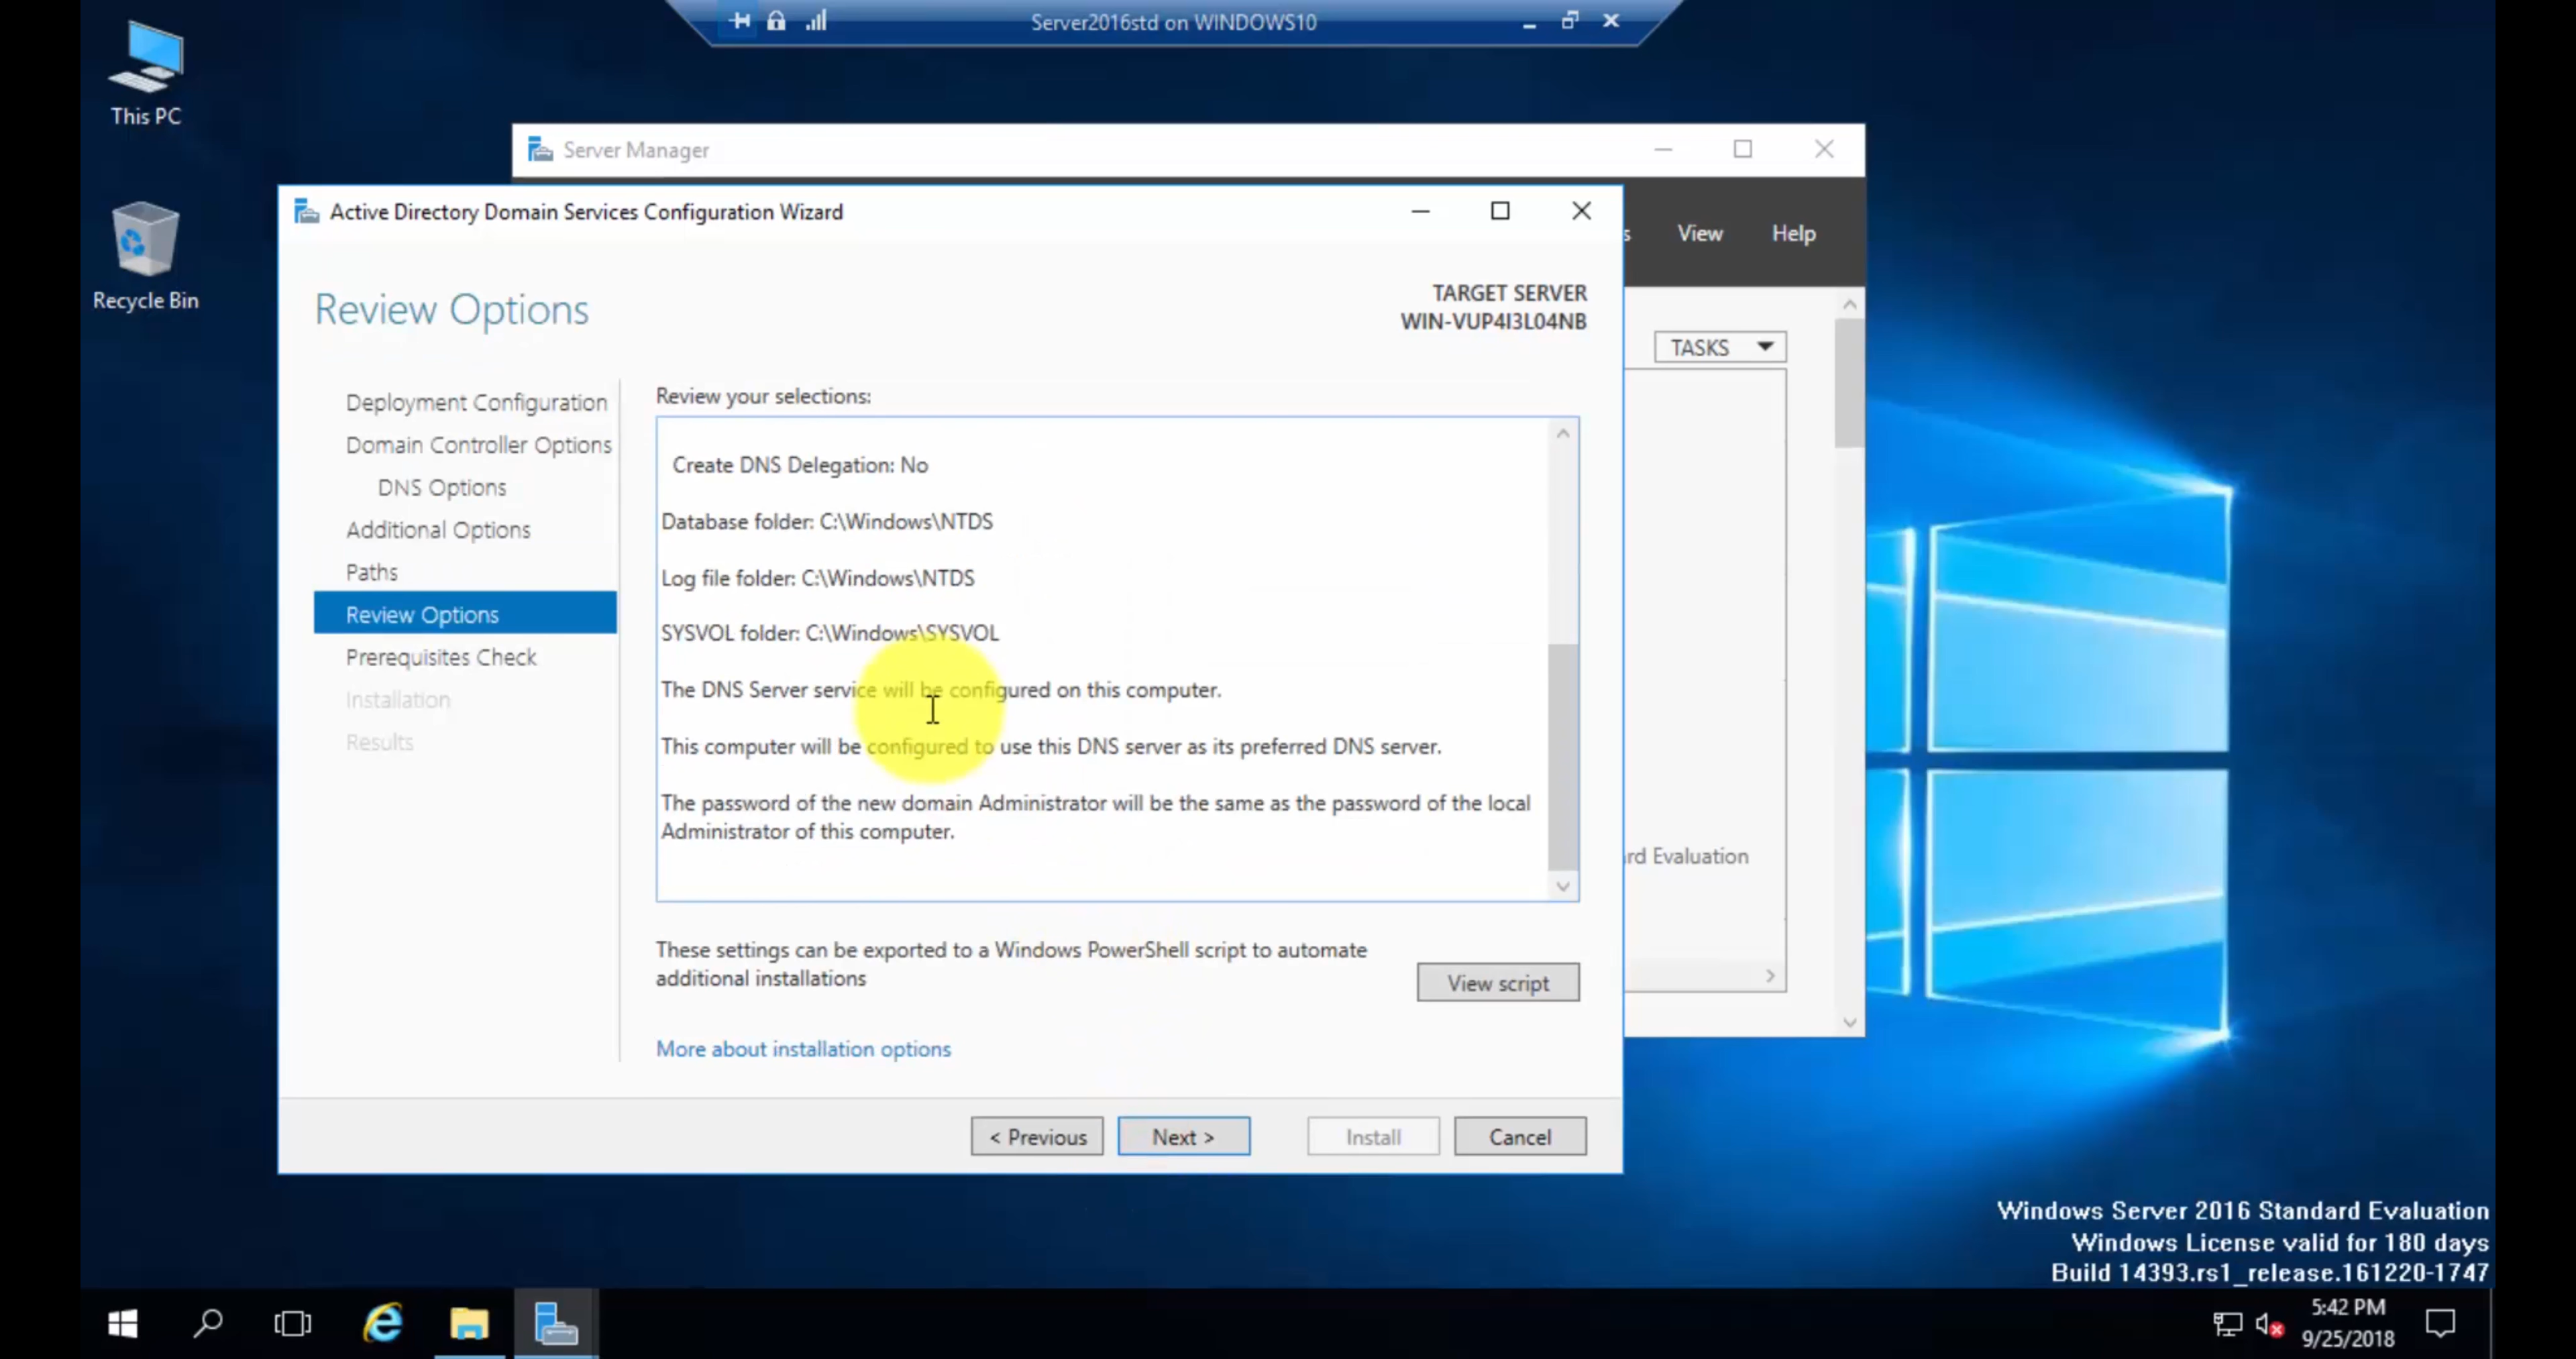 Server2016std on WINDOWS10
This PC
Recycle Bin
Server Manager
View
Help
TASKS
rd Evaluation
Active Directory Domain Services Configuration Wizard
Review Options
TARGET SERVER
WIN-VUP4I3L04NB
Deployment Configuration
Domain Controller Options
DNS Options
Additional Options
Paths
Review Options
Prerequisites Check
Installation
Results
Review your selections:
Create DNS Delegation: No
Database folder: C:\Windows\NTDS
Log file folder: C:\Windows\NTDS
SYSVOL folder: C:\Windows\SYSVOL
The DNS Server service will be configured on this computer.
This computer will be configured to use this DNS server as its preferred DNS server.
The password of the new domain Administrator will be the same as the password of the local
Administrator of this computer.
These settings can be exported to a Windows PowerShell script to automate
additional installations
View script
More about installation options
< Previous
Next >
Install
Cancel
Windows Server 2016 Standard Evaluation
Windows License valid for 180 days
Build 14393.rs1_release.161220-1747
5:42 PM
9/25/2018